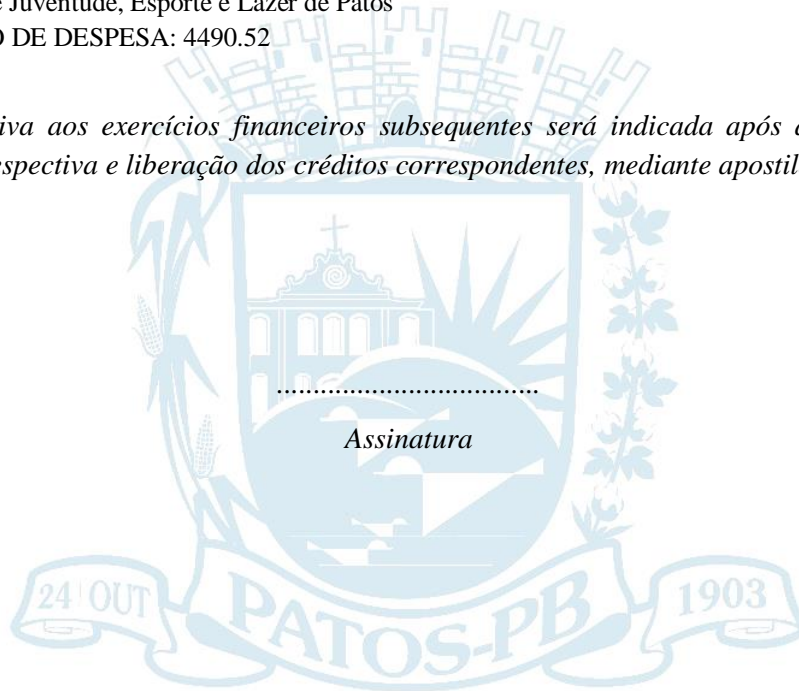 e Juventude, Esporte e Lazer de Patos
O DE DESPESA: 4490.52
iva aos exercícios financeiros subsequentes será indicada após a
espectiva e liberação dos créditos correspondentes, mediante apostil
....................................
Assinatura
24 OUT PATOS-PB 1903